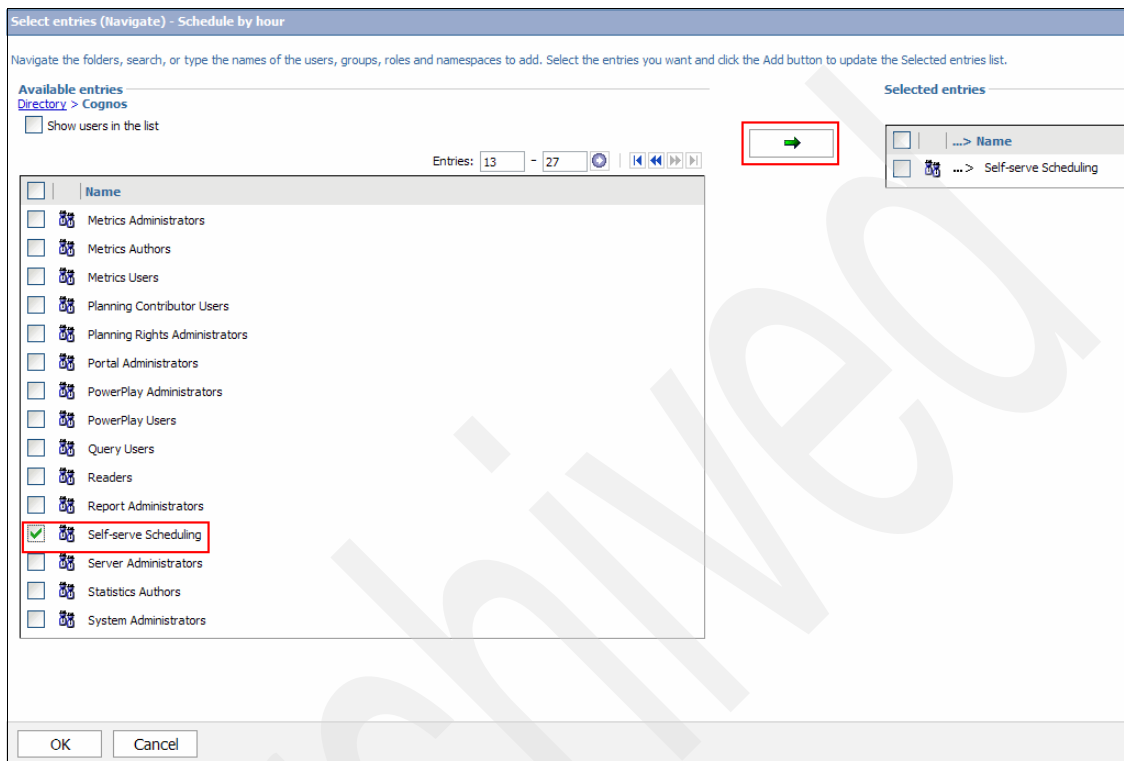 Select entries (Navigate) - Schedule by hour
Navigate the folders, search, or type the names of the users, groups, roles and namespaces to add. Select the entries you want and click the Add button to update the Selected entries list.
Available entries
Directory > Cognos
Show users in the list
Entries: 13 - 27
Name
Metrics Administrators
Metrics Authors
Metrics Users
Planning Contributor Users
Planning Rights Administrators
Portal Administrators
PowerPlay Administrators
PowerPlay Users
Query Users
Readers
Report Administrators
Self-serve Scheduling
Server Administrators
Statistics Authors
System Administrators
Selected entries
...> Name
...> Self-serve Scheduling
OK Cancel